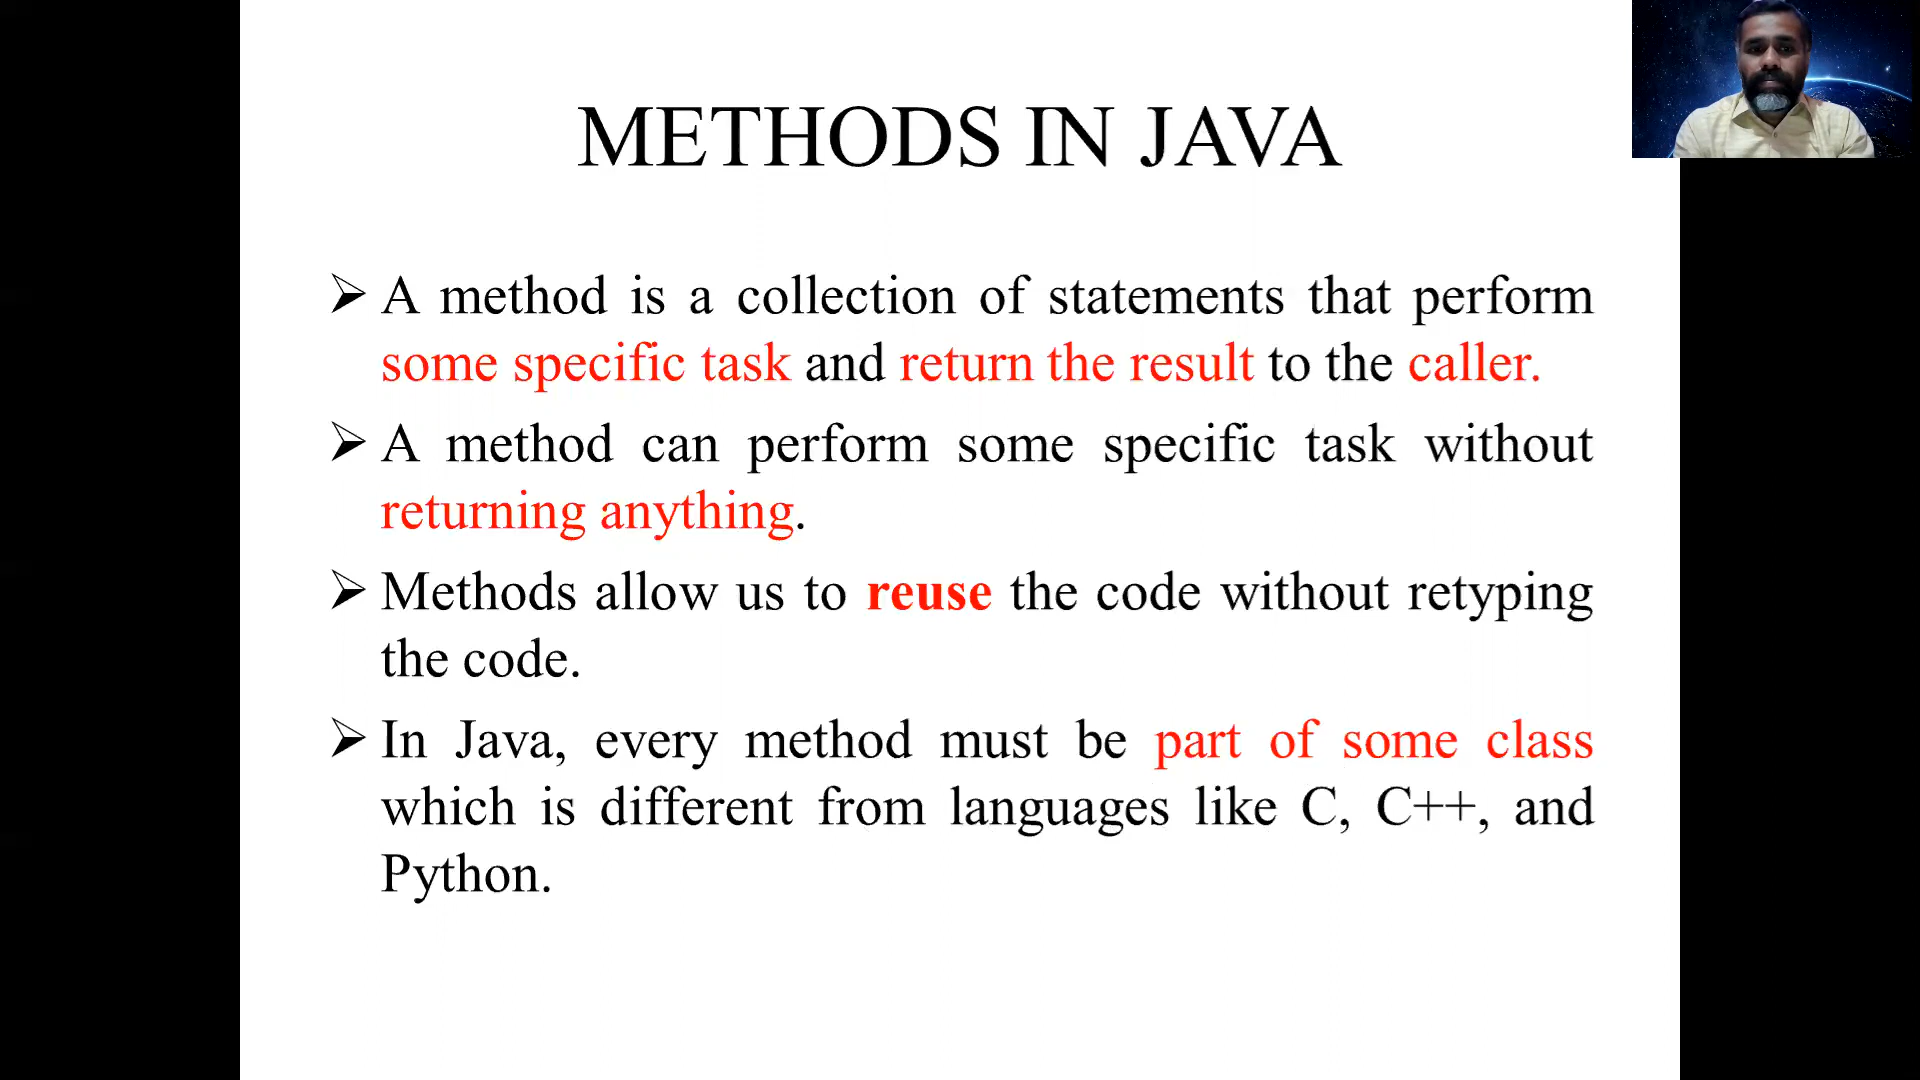 METHODS IN JAVA
➢ A method is a collection of statements that perform
some specific task and return the result to the caller.
➢ A method can perform some specific task without
returning anything.
➢ Methods allow us to reuse the code without retyping
the code.
➢ In Java, every method must be part of some class
which is different from languages like C, C++, and
Python.